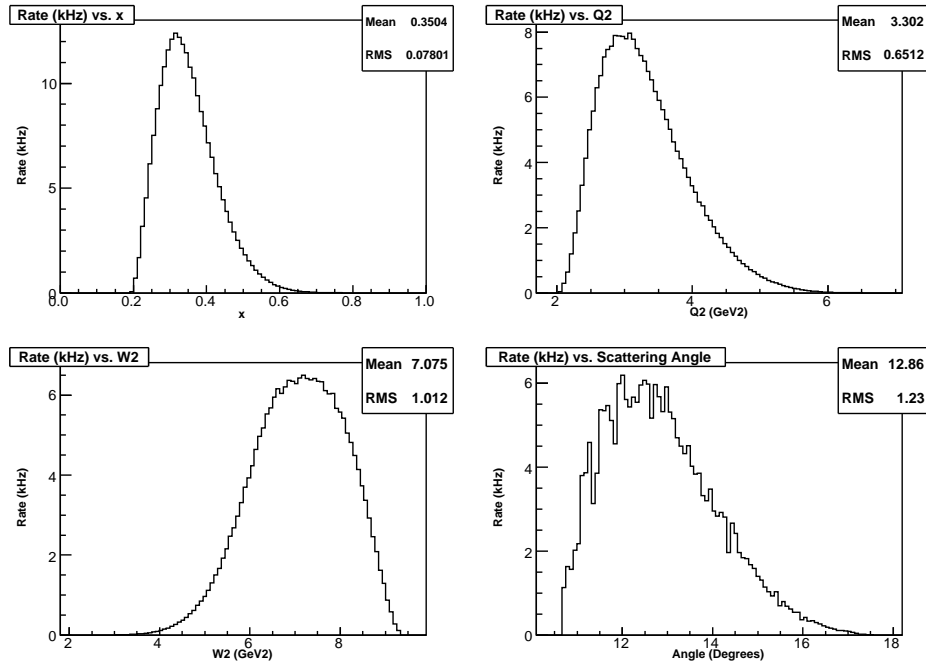 Rate (kHz) vs. x
Mean 0.3504
RMS 0.07801
Rate (kHz)
10
5
0
0.0 0.2 0.4 0.6 0.8 1.0
x
Rate (kHz) vs. Q2
Mean 3.302
RMS 0.6512
Rate (kHz)
8
6
4
2
0
2 4 6
Q2 (GeV2)
Rate (kHz) vs. W2
Mean 7.075
RMS 1.012
Rate (kHz)
6
4
2
0
2 4 6 8
W2 (GeV2)
Rate (kHz) vs. Scattering Angle
Mean 12.86
RMS 1.23
Rate (kHz)
6
4
2
0
12 14 16 18
Angle (Degrees)